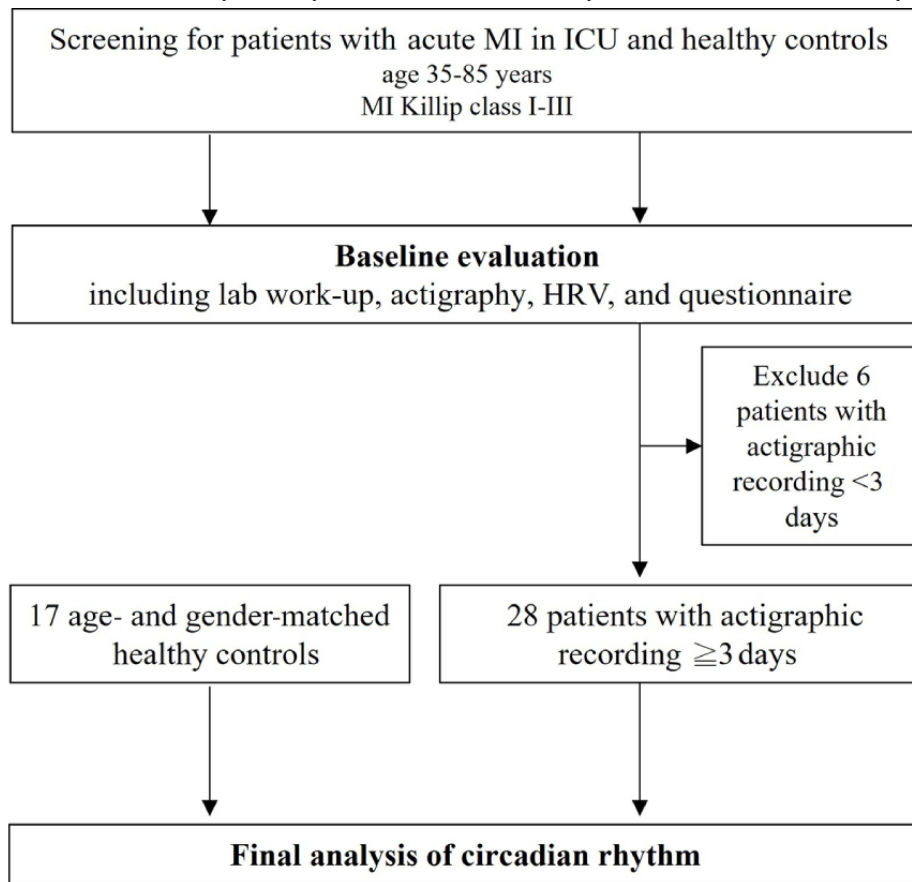 Screening for patients with acute MI in ICU and healthy controls
age 35-85 years
MI Killip class I-III
Baseline evaluation
including lab work-up, actigraphy, HRV, and questionnaire
Exclude 6
patients with
actigraphic
recording <3
days
17 age- and gender-matched
healthy controls
28 patients with actigraphic
recording ≧3 days
Final analysis of circadian rhythm